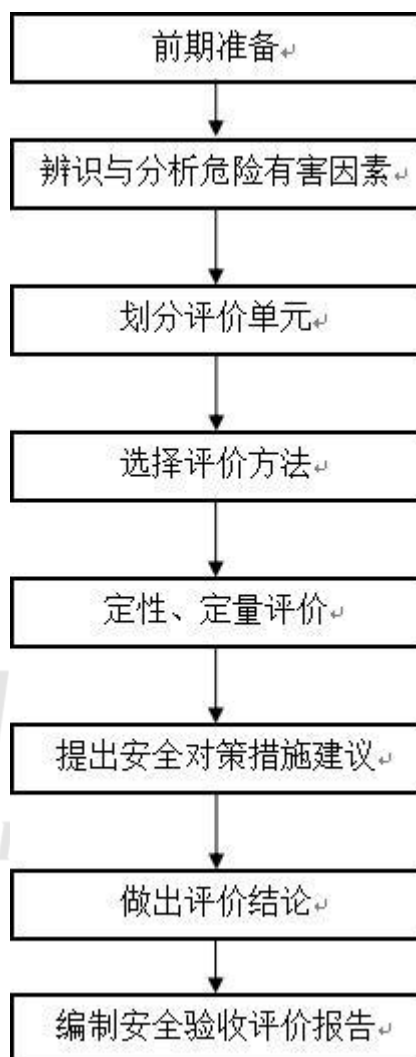 前期准备
辨识与分析危险有害因素
划分评价单元
选择评价方法
定性、定量评价
提出安全对策措施建议
做出评价结论
编制安全验收评价报告